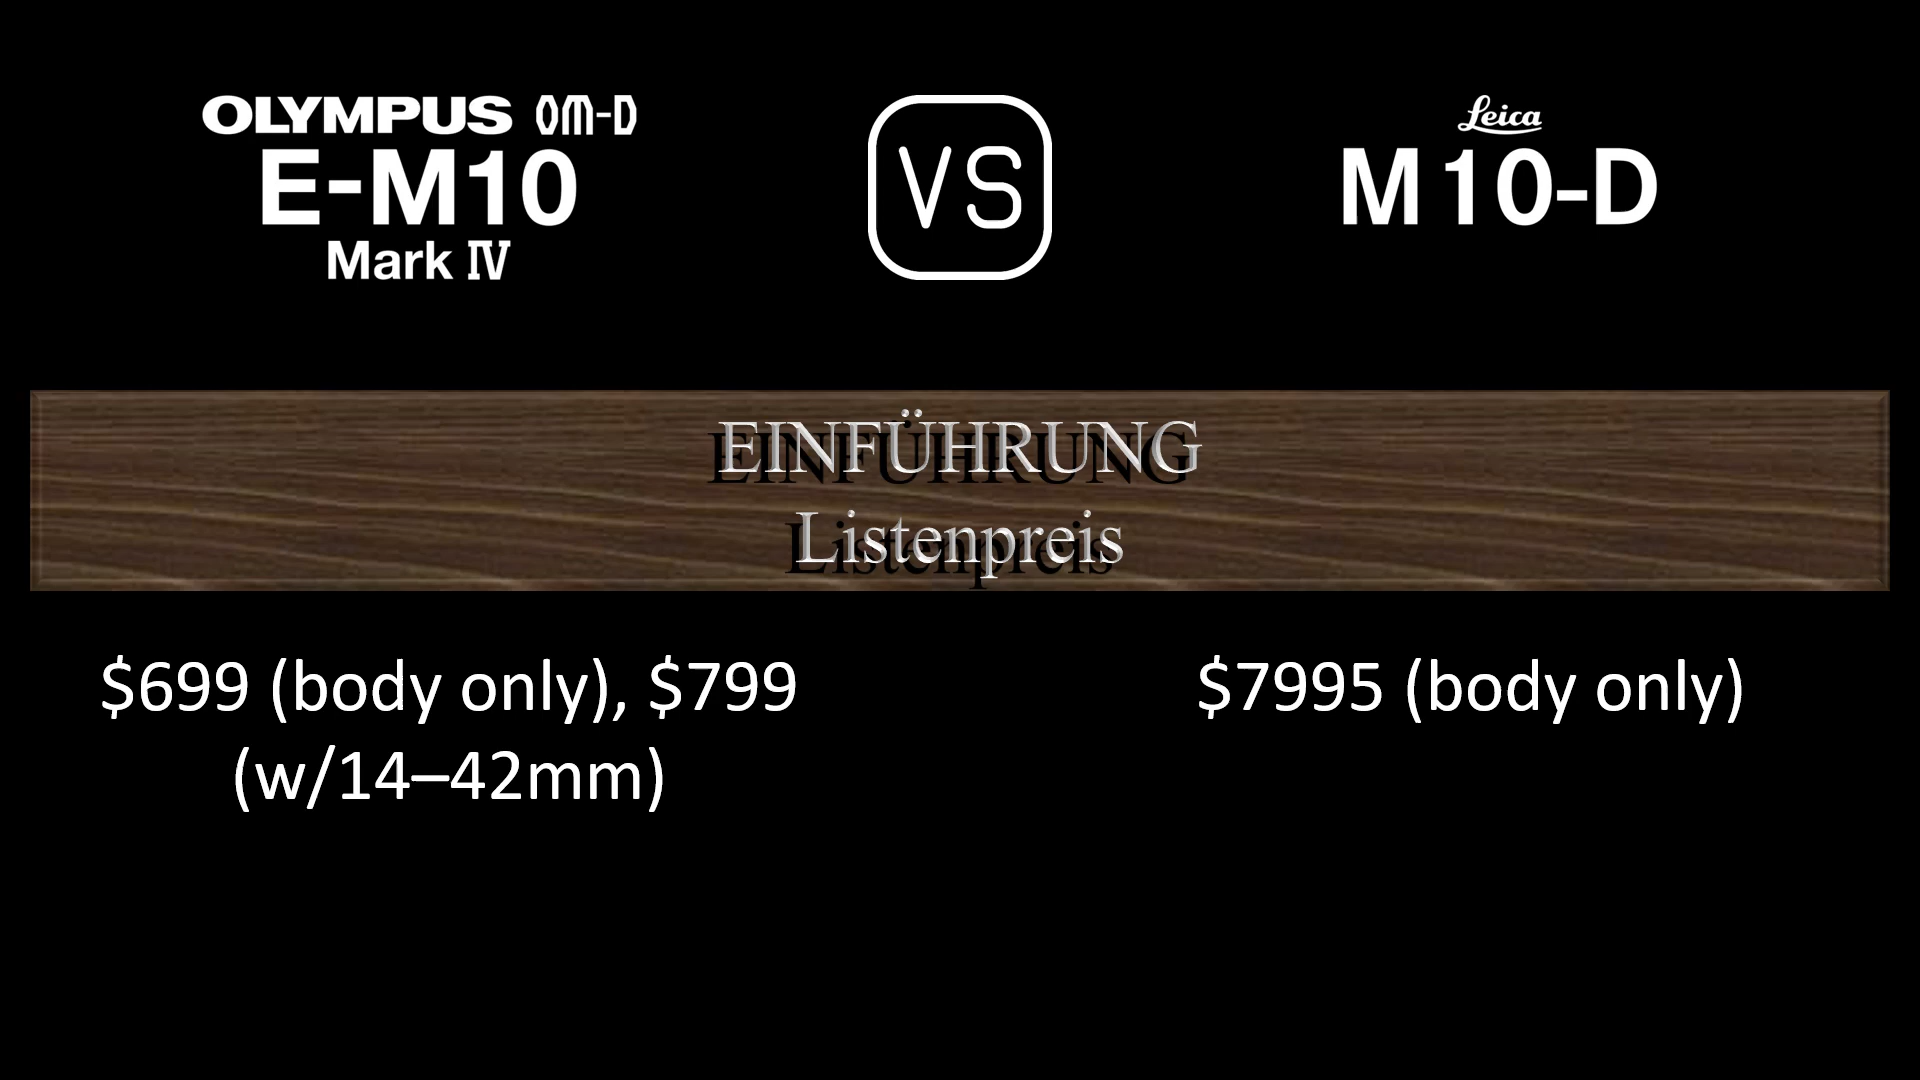 OLYMPUS OM-D
E-M10
Mark IV
VS
Leica
M10-D
EINFÜHRUNG
Listenpreis
$699 (body only), $799
(w/14–42mm)
$7995 (body only)